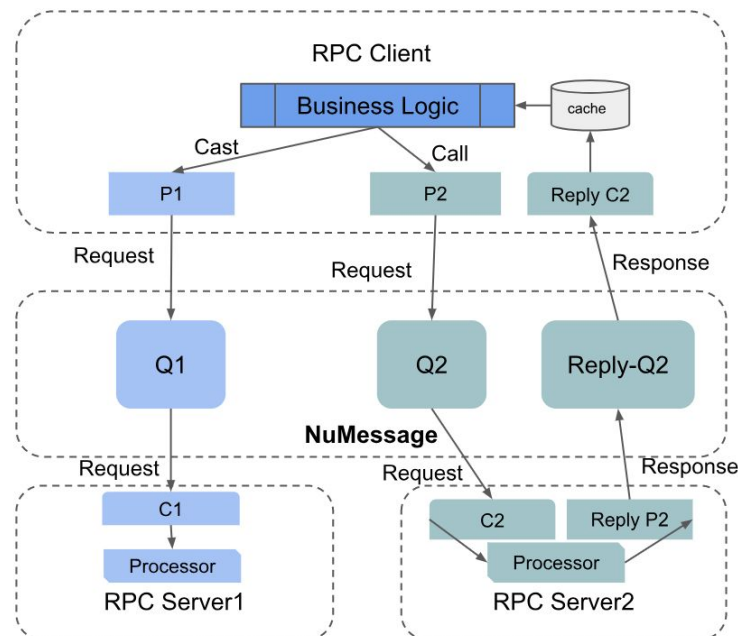 RPC Client
Business Logic
cache
Cast
Call
P1
P2
Reply C2
Request
Request
Response
Q1
Q2
Reply-Q2
NuMessage
Request
Request
Response
C1
C2
Reply P2
Processor
Processor
RPC Server1
RPC Server2